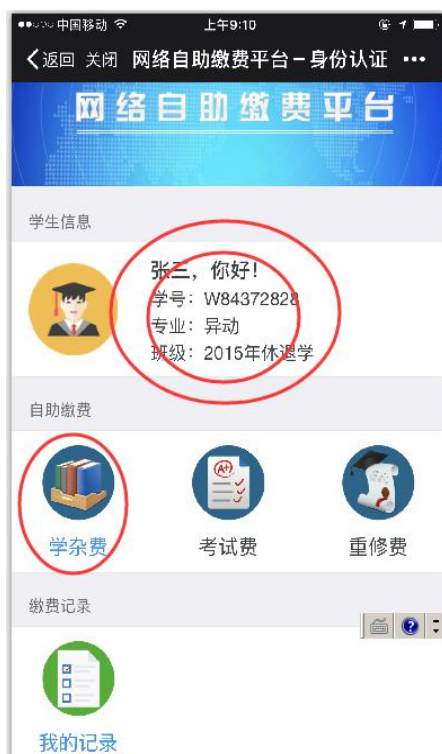 中国移动
上午9:10
返回 关闭 网络自助缴费平台-身份认证
网络自助缴费平台
学生信息
张三，你好!
学号：W84372828
专业：异动
班级：2015年休退学
自助缴费
A+
学杂费
考试费
重修费
缴费记录
我的记录